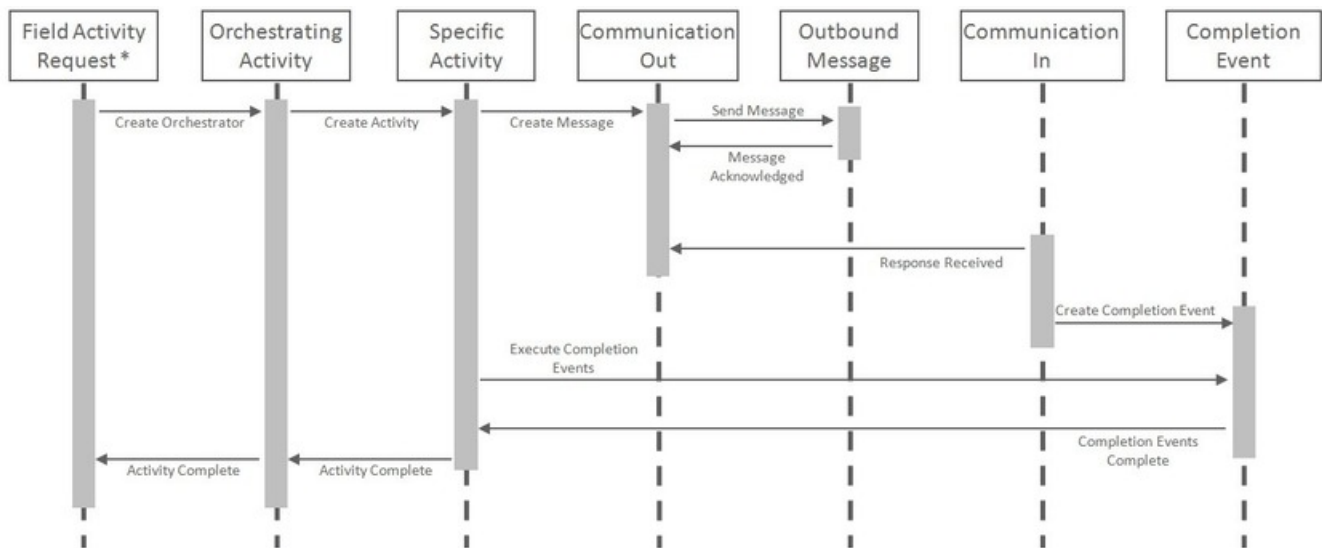 Field Activity
Request *
Orchestrating
Activity
Specific
Activity
Communication
Out
Outbound
Message
Communication
In
Completion
Event
Create Orchestrator
Create Activity
Create Message
Send Message
Message
Acknowledged
Response Received
Create Completion Event
Execute Completion
Events
Completion Events
Complete
Activity Complete
Activity Complete